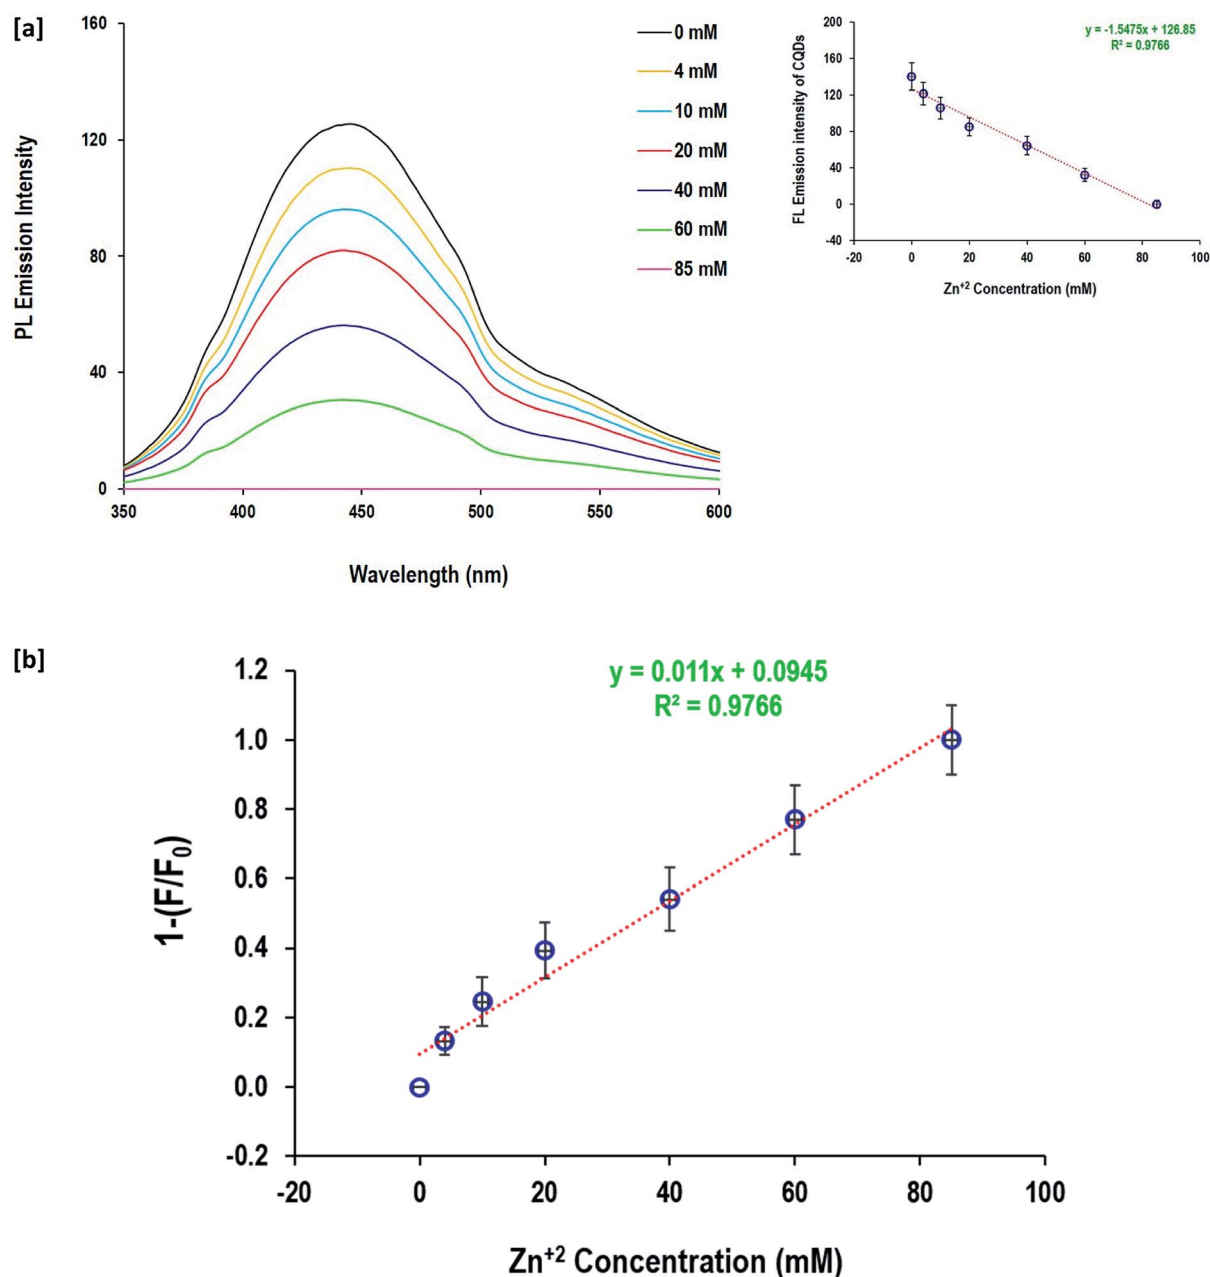 [a]
160
120
80
40
0
PL Emission Intensity
350 400 450 500 550 600
Wavelength (nm)
0 mM
4 mM
10 mM
20 mM
40 mM
60 mM
85 mM
200
160
120
80
40
0
-40
FL Emission intensity of CQDs
y = -1.5475x + 126.85
R² = 0.9766
-20 0 20 40 60 80 100
Zn⁺² Concentration (mM)
[b]
1.2
1.0
0.8
0.6
0.4
0.2
0.0
-0.2
1-(F/F₀)
y = 0.011x + 0.0945
R² = 0.9766
-20 0 20 40 60 80 100
Zn⁺² Concentration (mM)